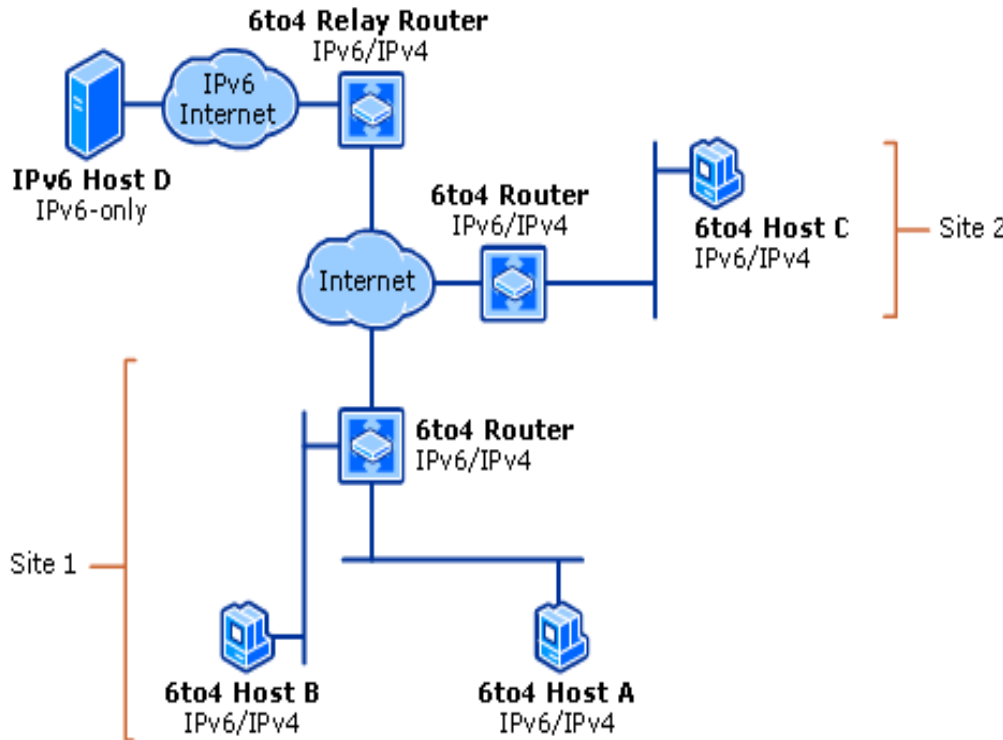 6to4 Relay Router
IPv6/IPv4
IPv6
Internet
IPv6 Host D
IPv6-only
6to4 Router
IPv6/IPv4
6to4 Host C
IPv6/IPv4
Site 2
Internet
6to4 Router
IPv6/IPv4
Site 1
6to4 Host B
IPv6/IPv4
6to4 Host A
IPv6/IPv4